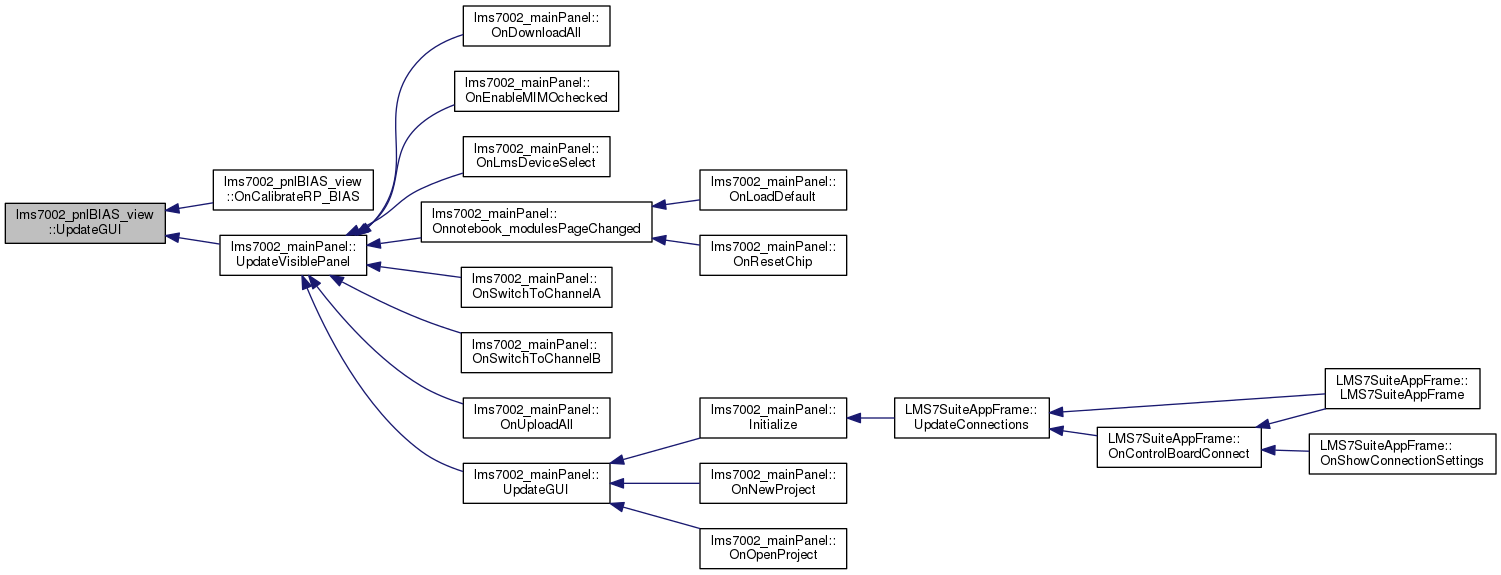 lms7002_pnlBIAS_view
::UpdateGUI
lms7002_pnlBIAS_view
::OnCalibrateRP_BIAS
lms7002_mainPanel::
UpdateVisiblePanel
lms7002_mainPanel::
OnDownloadAll
lms7002_mainPanel::
OnEnableMIMOchecked
lms7002_mainPanel::
OnLmsDeviceSelect
lms7002_mainPanel::
Onnotebook_modulesPageChanged
lms7002_mainPanel::
OnSwitchToChannelA
lms7002_mainPanel::
OnSwitchToChannelB
lms7002_mainPanel::
OnUploadAll
lms7002_mainPanel::
UpdateGUI
lms7002_mainPanel::
OnLoadDefault
lms7002_mainPanel::
OnResetChip
lms7002_mainPanel::
Initialize
lms7002_mainPanel::
OnNewProject
lms7002_mainPanel::
OnOpenProject
LMS7SuiteAppFrame::
UpdateConnections
LMS7SuiteAppFrame::
OnControlBoardConnect
LMS7SuiteAppFrame::
LMS7SuiteAppFrame
LMS7SuiteAppFrame::
OnShowConnectionSettings